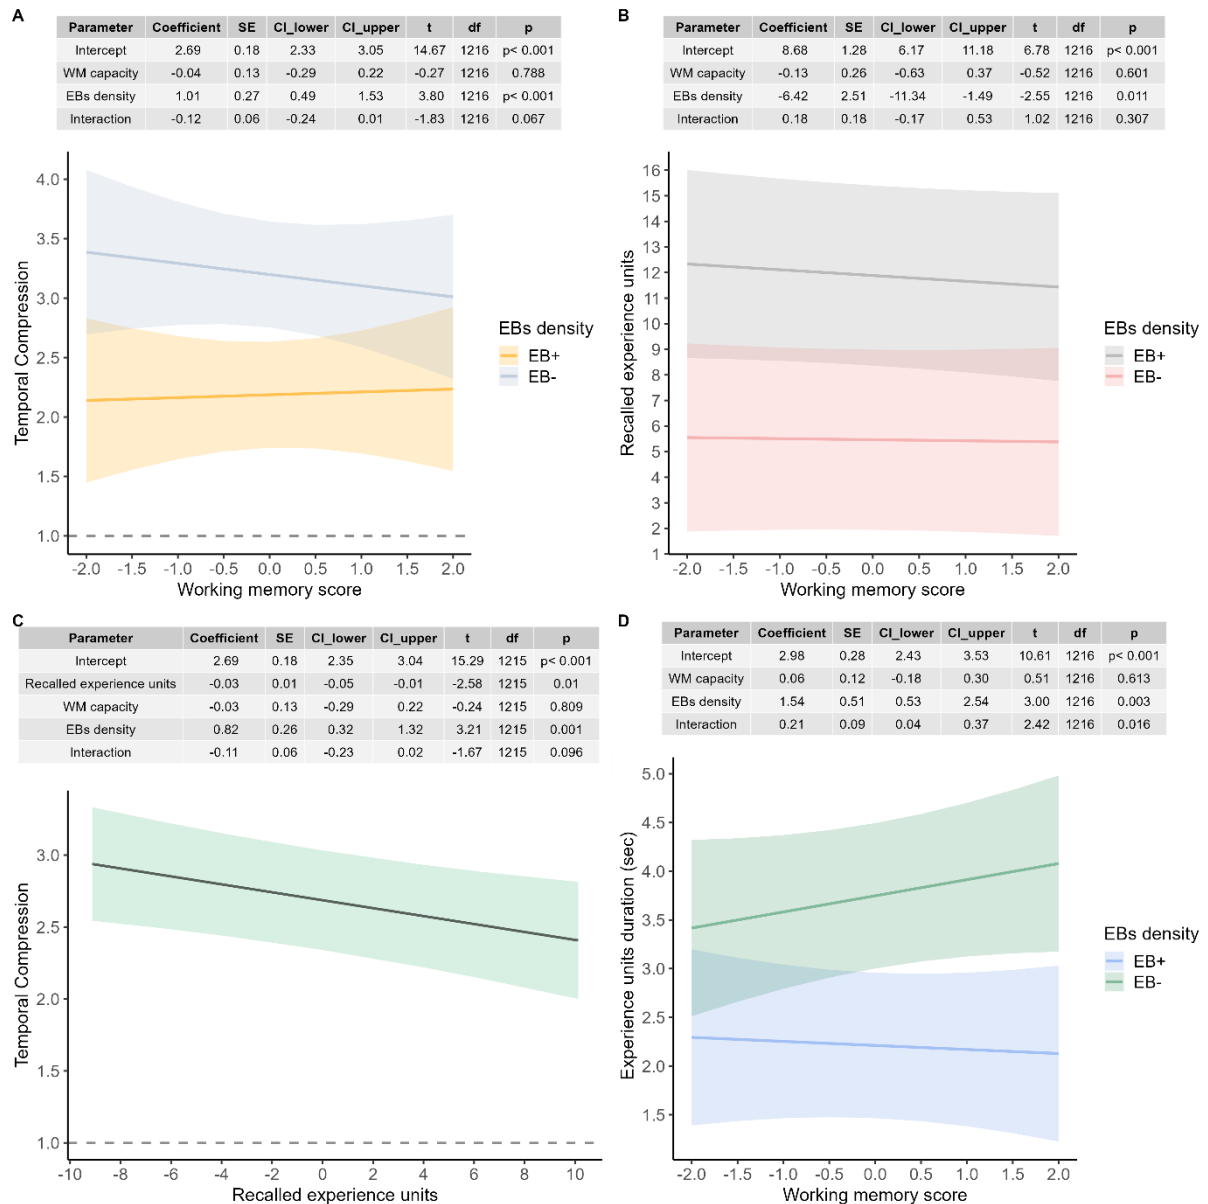 A
Parameter Coefficient SE CI_lower CI_upper t df p
Intercept 2.69 0.18 2.33 3.05 14.67 1216 p< 0.001
WM capacity -0.04 0.13 -0.29 0.22 -0.27 1216 0.788
EBs density 1.01 0.27 0.49 1.53 3.80 1216 p< 0.001
Interaction -0.12 0.06 -0.24 0.01 -1.83 1216 0.067
Temporal Compression
4.0
3.5
3.0
2.5
2.0
1.5
1.0
-2.0 -1.5 -1.0 -0.5 0.0 0.5 1.0 1.5 2.0
Working memory score
EBs density
EB+
EB-
B
Parameter Coefficient SE CI_lower CI_upper t df p
Intercept 8.68 1.28 6.17 11.18 6.78 1216 p< 0.001
WM capacity -0.13 0.26 -0.63 0.37 -0.52 1216 0.601
EBs density -6.42 2.51 -11.34 -1.49 -2.55 1216 0.011
Interaction 0.18 0.18 -0.17 0.53 1.02 1216 0.307
Recalled experience units
16
15
14
13
12
11
10
9
8
7
6
5
4
3
2
1
-2.0 -1.5 -1.0 -0.5 0.0 0.5 1.0 1.5 2.0
Working memory score
EBs density
EB+
EB-
C
Parameter Coefficient SE CI_lower CI_upper t df p
Intercept 2.69 0.18 2.35 3.04 15.29 1215 p< 0.001
Recalled experience units -0.03 0.01 -0.05 -0.01 -2.58 1215 0.01
WM capacity -0.03 0.13 -0.29 0.22 -0.24 1215 0.809
EBs density 0.82 0.26 0.32 1.32 3.21 1215 0.001
Interaction -0.11 0.06 -0.23 0.02 -1.67 1215 0.096
Temporal Compression
3.0
2.5
2.0
1.5
1.0
-10 -8 -6 -4 -2 0 2 4 6 8 10
Recalled experience units
D
Parameter Coefficient SE CI_lower CI_upper t df p
Intercept 2.98 0.28 2.43 3.53 10.61 1216 p< 0.001
WM capacity 0.06 0.12 -0.18 0.30 0.51 1216 0.613
EBs density 1.54 0.51 0.53 2.54 3.00 1216 0.003
Interaction 0.21 0.09 0.04 0.37 2.42 1216 0.016
Experience units duration (sec)
5.0
4.5
4.0
3.5
3.0
2.5
2.0
1.5
-2.0 -1.5 -1.0 -0.5 0.0 0.5 1.0 1.5 2.0
Working memory score
EBs density
EB+
EB-